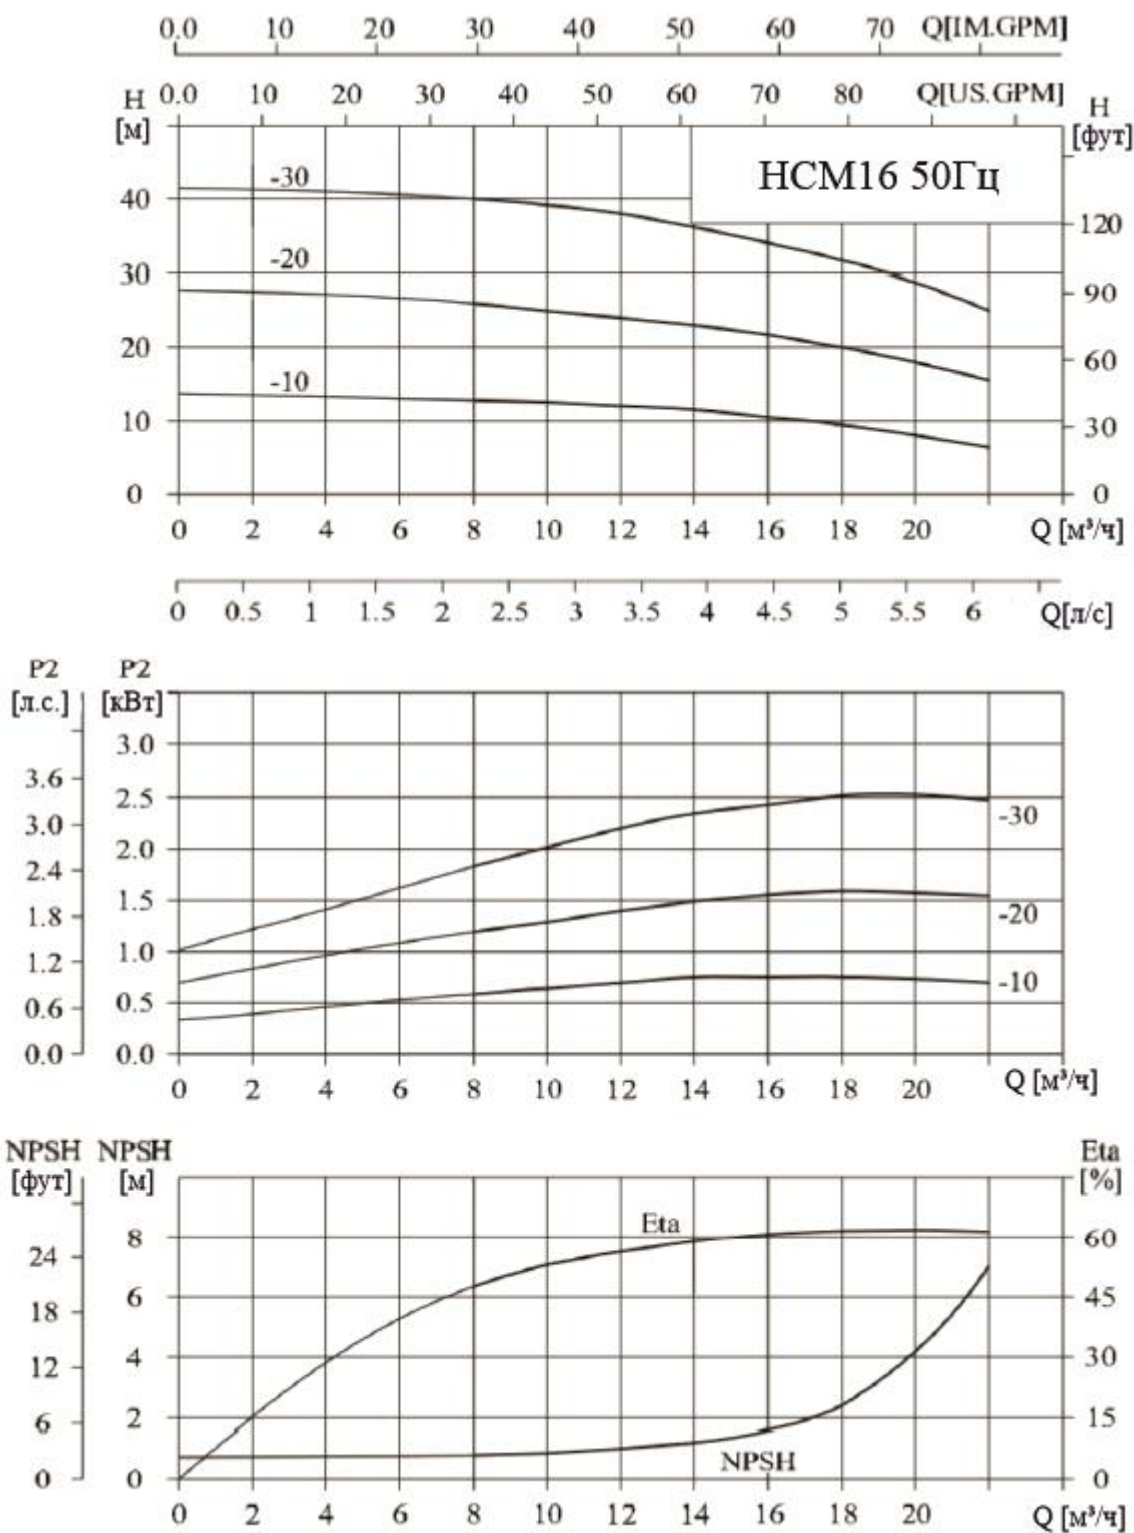 0.0 10 20 30 40 50 60 70 Q[IM.GPM]
H 0.0 10 20 30 40 50 60 70 80 Q[US.GPM] H
[м] [фут]
НСМ16 50Гц
-30
40
120
-20
30
90
20
60
-10
10
30
0 0
0 2 4 6 8 10 12 14 16 18 20 Q [м³/ч]
0 0.5 1 1.5 2 2.5 3 3.5 4 4.5 5 5.5 6 Q[л/с]
P2 P2
[л.с.] [кВт]
3.0
3.6
2.5
-30
3.0
2.0
2.4
1.5
1.8
-20
1.2
1.0
-10
0.6
0.5
0.0 0.0
0 2 4 6 8 10 12 14 16 18 20 Q [м³/ч]
NPSH NPSH Eta
[фут] [м] [%]
Eta
8 60
24
6 45
18
4 30
12
2 15
6
NPSH
0 0 0
0 2 4 6 8 10 12 14 16 18 20 Q [м³/ч]